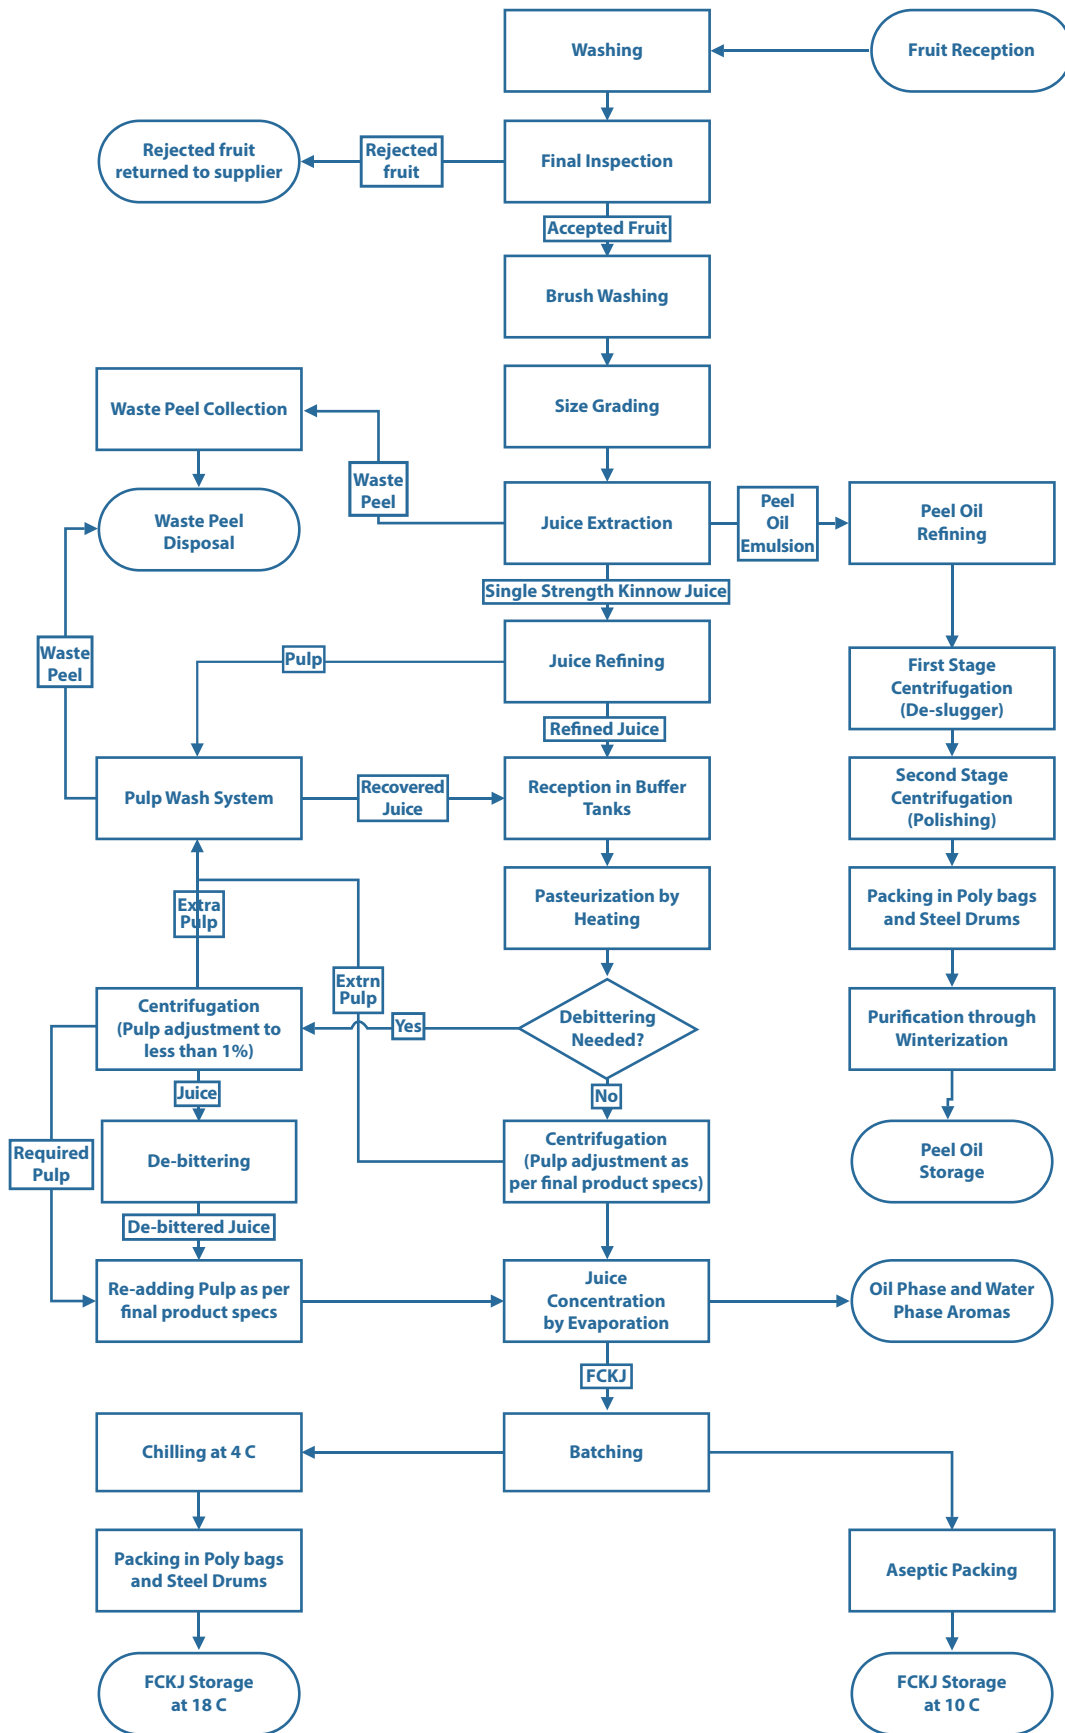 Washing
Fruit Reception
Rejected fruit
returned to supplier
Rejected
fruit
Final Inspection
Accepted Fruit
Brush Washing
Waste Peel Collection
Size Grading
Waste
Peel
Waste Peel
Disposal
Juice Extraction
Peel
Oil
Emulsion
Peel Oil
Refining
Single Strength Kinnow Juice
Waste
Peel
Pulp
Juice Refining
First Stage
Centrifugation
(De-slugger)
Refined Juice
Pulp Wash System
Recovered
Juice
Reception in Buffer
Tanks
Second Stage
Centrifugation
(Polishing)
Extra
Pulp
Pasteurization by
Heating
Packing in Poly bags
and Steel Drums
Extrn
Pulp
Centrifugation
(Pulp adjustment to
less than 1%)
Yes
Debittering
Needed?
Purification through
Winterization
Juice
No
Required
Pulp
De-bittering
Centrifugation
(Pulp adjustment as
per final product specs)
Peel Oil
Storage
De-bittered Juice
Re-adding Pulp as per
final product specs
Juice
Concentration
by Evaporation
Oil Phase and Water
Phase Aromas
FCKJ
Chilling at 4 C
Batching
Packing in Poly bags
and Steel Drums
Aseptic Packing
FCKJ Storage
at 18 C
FCKJ Storage
at 10 C